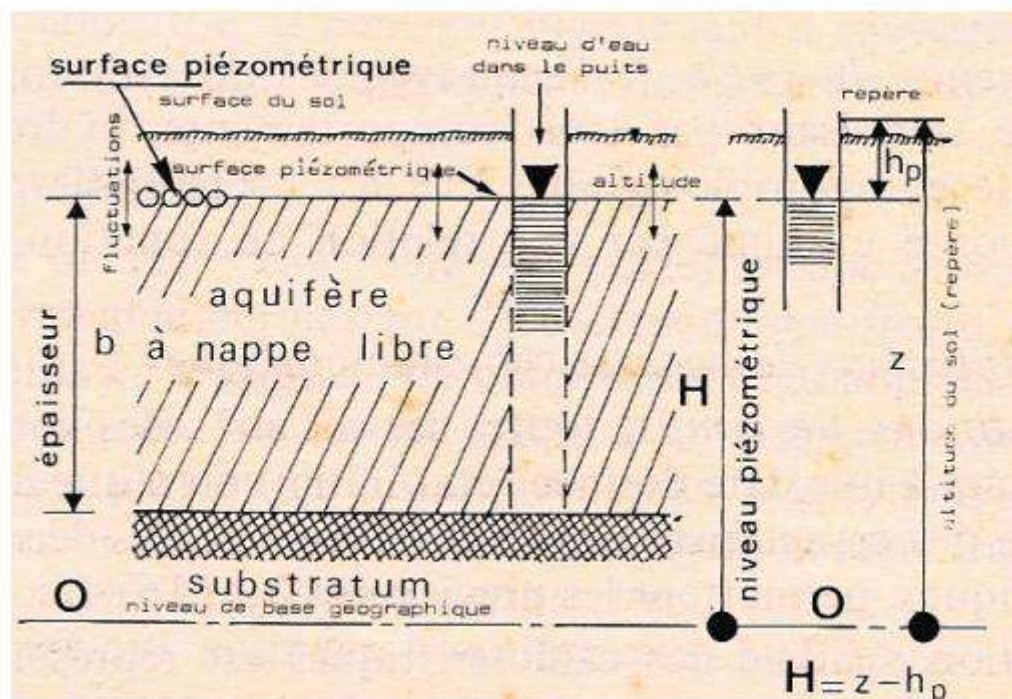 niveau d'eau
dans le puits
surface piézométrique
surface du sol
repère
fluctuations
surface piézométrique
altitude
hp
aquifère
b à nappe libre
épaisseur
H
niveau piézométrique
z
altitude du sol (repère)
substratum
O
niveau de base géographique
O
H = z - hp